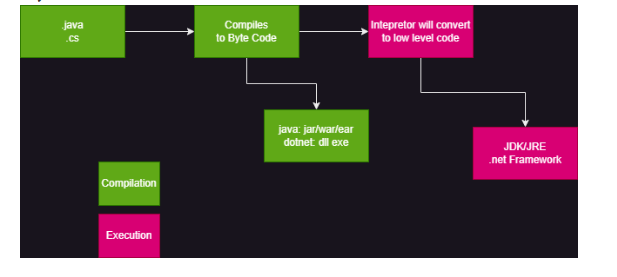 .java
.cs
Compiles
to Byte Code
Intepretor will convert
to low level code
java: jar/war/ear
dotnet: dll exe
JDK/JRE
.net Framework
Compilation
Execution